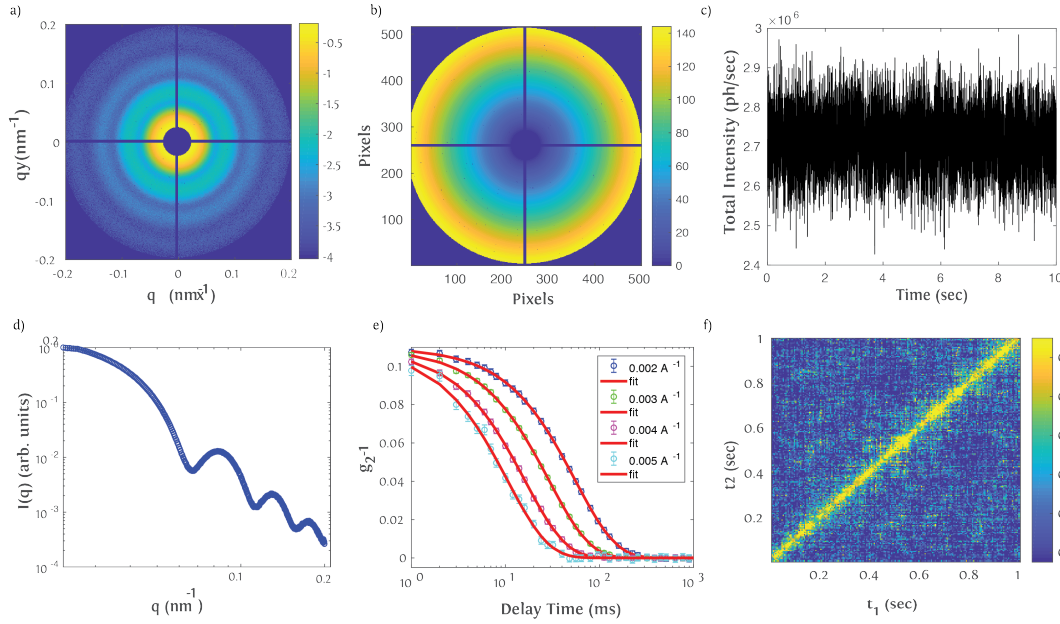 a)
0.2
0.1
0
-0.1
-0.2
-0.2 -0.1 0 0.1 0.2
qy(nm-1)
q (nmx-1)
-0.5
-1
-1.5
-2
-2.5
-3
-3.5
-4
b)
500
400
300
200
100
100 200 300 400 500
Pixels
Pixels
140
120
100
80
60
40
20
0
c)
3 × 10 6
2.9
2.8
2.7
2.6
2.5
2.4
0 2 4 6 8 10
Total Intensity (ph/sec)
Time (sec)
d)
0.2
10 0
10 -1
10 -2
10 -3
10 -4
0.1 0.2
I(q) (arb. units)
q (nm -1 )
e)
0.1
0.08
0.06
0.04
0.02
0
10 0 10 1 10 2 10 3
g2-1
Delay Time (ms)
0.002 A -1
fit
0.003 A -1
fit
0.004 A -1
fit
0.005 A -1
fit
f)
1
0.8
0.6
0.4
0.2
0.2 0.4 0.6 0.8 1
t2 (sec)
t1 (sec)